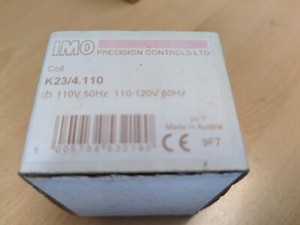 IMO
PRECISION CONTROLS LTD
Coil
K23/4.110
110V 50Hz 110-120V 60Hz
pc.1
Made in Austria
CE 9F7